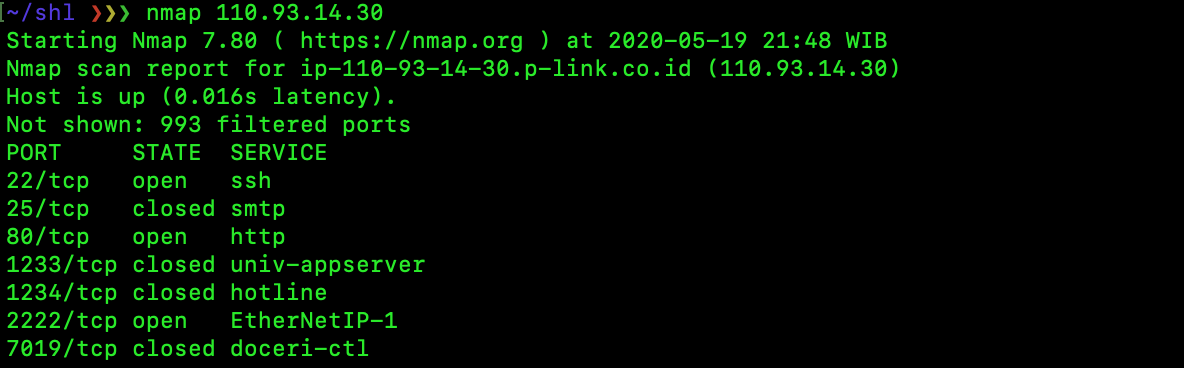 ~/shl ❯❯❯ nmap 110.93.14.30
Starting Nmap 7.80 ( https://nmap.org ) at 2020-05-19 21:48 WIB
Nmap scan report for ip-110-93-14-30.p-link.co.id (110.93.14.30)
Host is up (0.016s latency).
Not shown: 993 filtered ports
PORT     STATE  SERVICE
22/tcp   open   ssh
25/tcp   closed smtp
80/tcp   open   http
1233/tcp closed univ-appserver
1234/tcp closed hotline
2222/tcp open   EtherNetIP-1
7019/tcp closed doceri-ctl